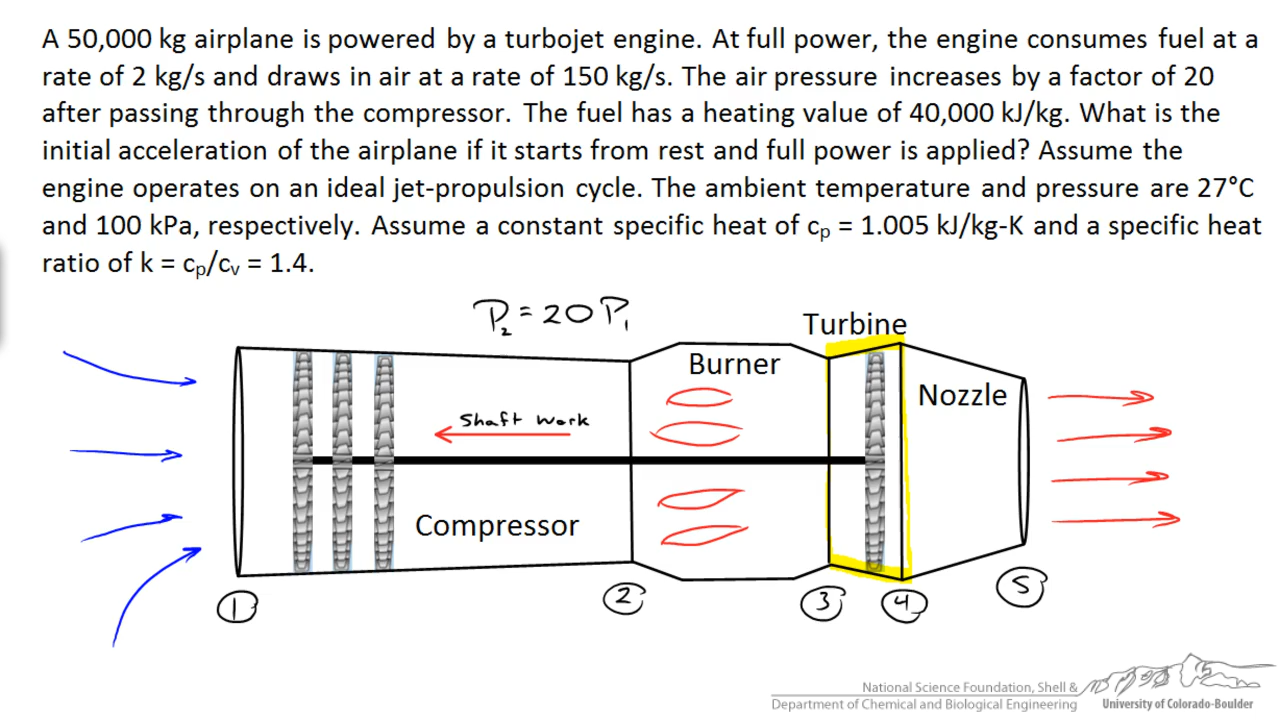 A 50,000 kg airplane is powered by a turbojet engine. At full power, the engine consumes fuel at a
rate of 2 kg/s and draws in air at a rate of 150 kg/s. The air pressure increases by a factor of 20
after passing through the compressor. The fuel has a heating value of 40,000 kJ/kg. What is the
initial acceleration of the airplane if it starts from rest and full power is applied? Assume the
engine operates on an ideal jet-propulsion cycle. The ambient temperature and pressure are 27°C
and 100 kPa, respectively. Assume a constant specific heat of cp = 1.005 kJ/kg-K and a specific heat
ratio of k = cp/cv = 1.4.
P2 = 20 P1
Turbine
Burner
Nozzle
Shaft Work
Compressor
1
2
3
4
5
National Science Foundation, Shell &
Department of Chemical and Biological Engineering
University of Colorado-Boulder